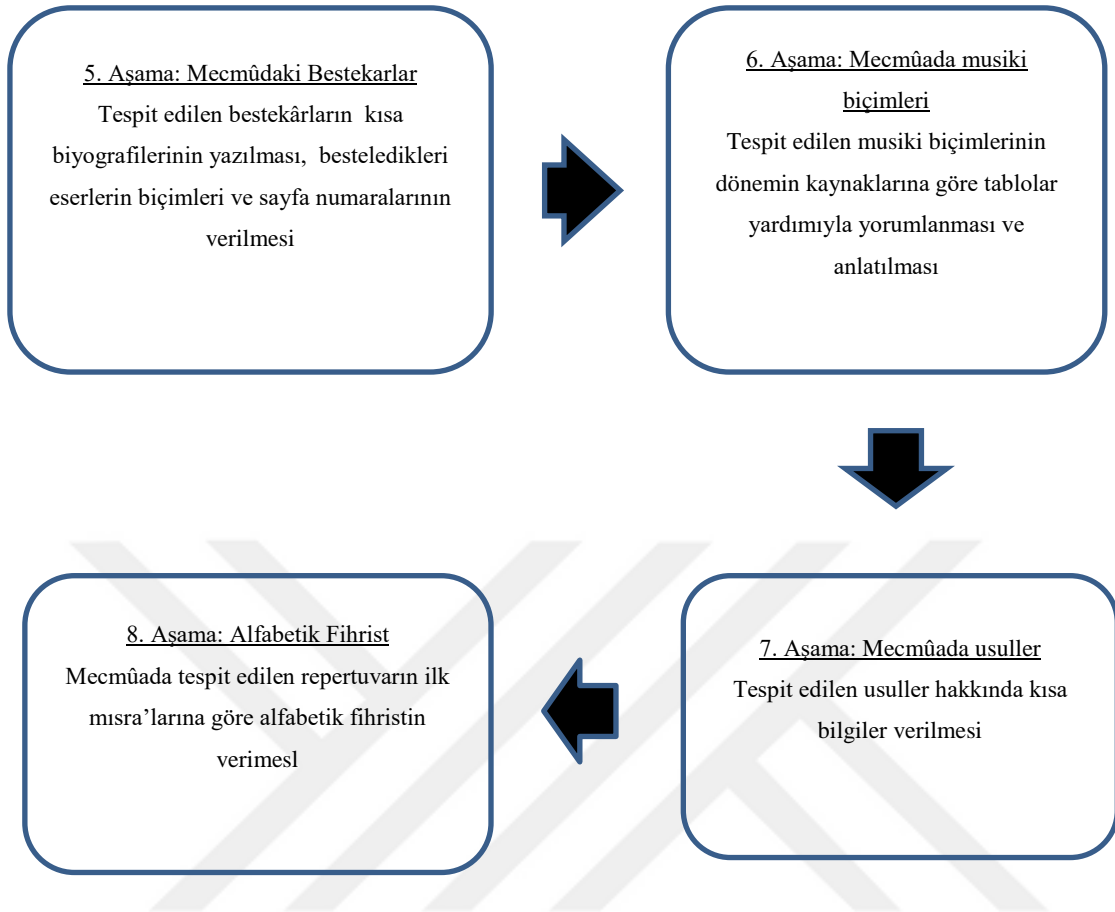 5. Aşama: Mecmûdaki Bestekarlar
Tespit edilen bestekârların kısa
biyografilerinin yazılması, besteledikleri
eserlerin biçimleri ve sayfa numaralarının
verilmesi
6. Aşama: Mecmûada musiki
biçimleri
Tespit edilen musiki biçimlerinin
dönemin kaynaklarına göre tablolar
yardımıyla yorumlanması ve
anlatılması
7. Aşama: Mecmûada usuller
Tespit edilen usuller hakkında kısa
bilgiler verilmesi
8. Aşama: Alfabetik Fihrist
Mecmûada tespit edilen repertuvarın ilk
mısra’larına göre alfabetik fihristin
verimesl